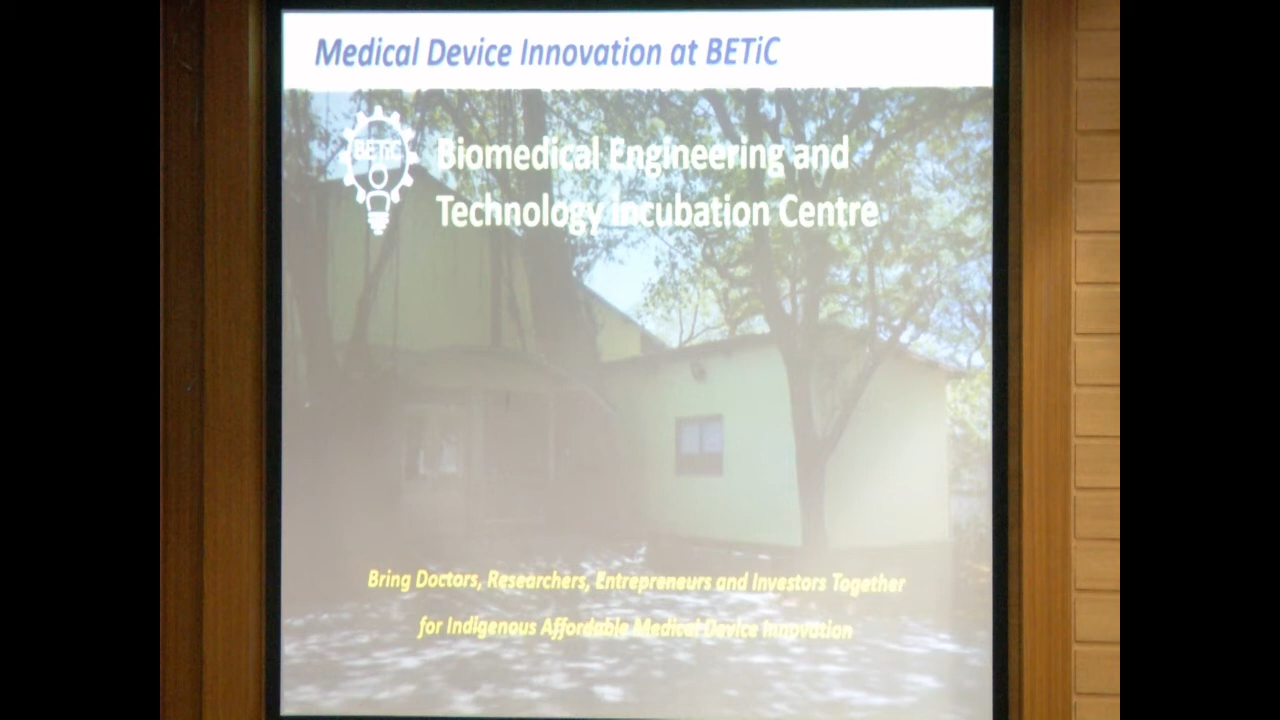 Medical Device Innovation at BETiC
BETiC
Biomedical Engineering and
Technology Incubation Centre
Bring Doctors, Researchers, Entrepreneurs and Investors Together
for Indigenous Affordable Medical Device Innovation